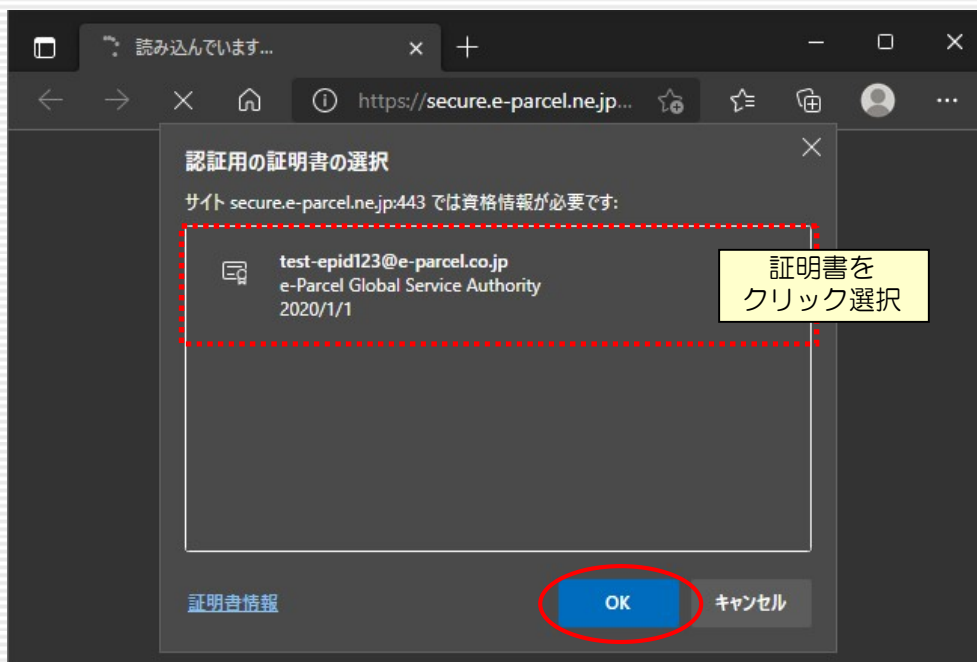 読み込んでいます...
https://secure.e-parcel.ne.jp...
認証用の証明書の選択
サイト secure.e-parcel.ne.jp:443 では資格情報が必要です:
test-epid123@e-parcel.co.jp
e-Parcel Global Service Authority
2020/1/1
証明書を
クリック選択
証明書情報
OK
キャンセル